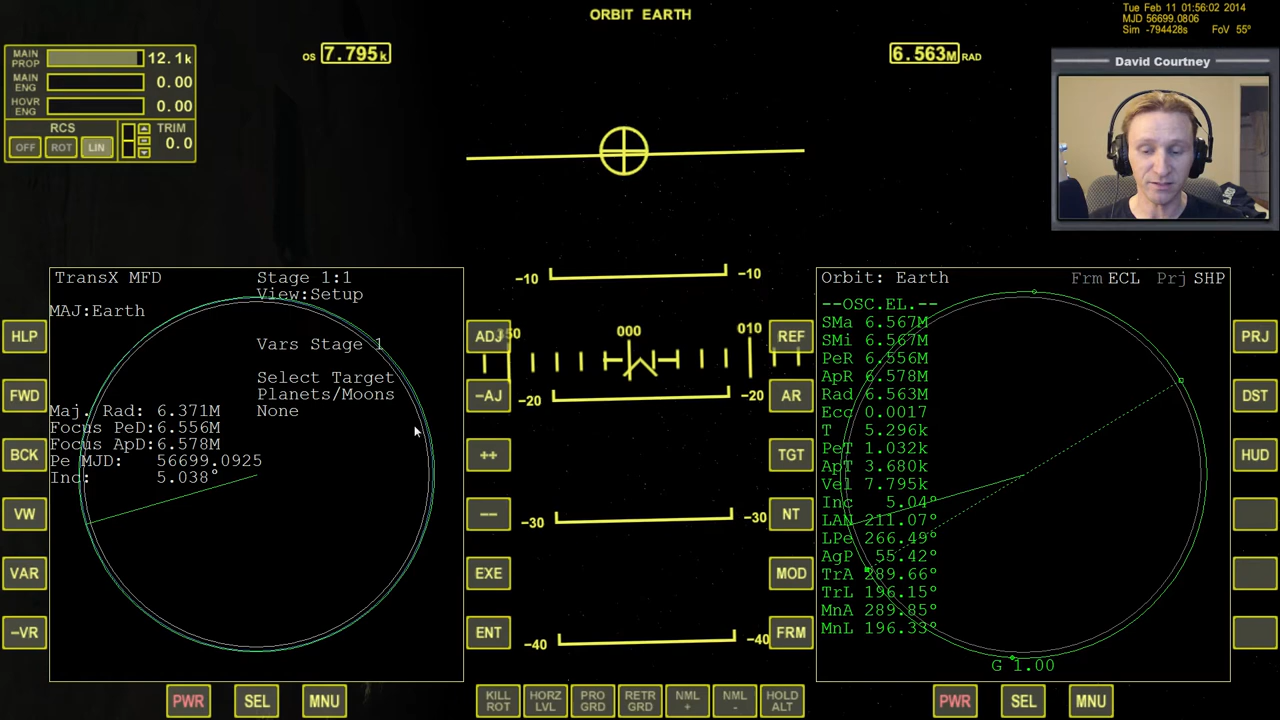 ORBIT EARTH
Tue Feb 11 01:56:02 2014
MJD 56699.0806
Sim -794428s FoV 55°
MAIN PROP 12.1k
MAIN ENG 0.00
HOVR ENG 0.00
RCS TRIM
OFF ROT LIN 0.0
OS 7.795k
6.563M RAD
David Courtney
-10 -10
350 000 010
-20 -20
-30 -30
-40 -40
TransX MFD Stage 1:1
View:Setup
MAJ:Earth
Vars Stage 1
Select Target
Planets/Moons
None
Maj. Rad: 6.371M
Focus PeD:6.556M
Focus ApD:6.578M
Pe MJD: 56699.0925
Inc: 5.038°
HLP
FWD
BCK
VW
VAR
-VR
ADJ
-AJ
++
--
EXE
ENT
PWR SEL MNU
Orbit: Earth Frm ECL Prj SHP
--OSC.EL.--
SMa 6.567M
SMi 6.567M
PeR 6.556M
ApR 6.578M
Rad 6.563M
Ecc 0.0017
T 5.296k
PeT 1.032k
ApT 3.680k
Vel 7.795k
Inc 5.04°
LAN 211.07°
LPe 266.49°
AgP 55.42°
TrA 289.66°
TrL 196.15°
MnA 289.85°
MnL 196.33°
G 1.00
REF
AR
TGT
NT
MOD
FRM
PRJ
DST
HUD
PWR SEL MNU
KILL ROT
HORZ LVL
PRO GRD
RETR GRD
NML +
NML -
HOLD ALT